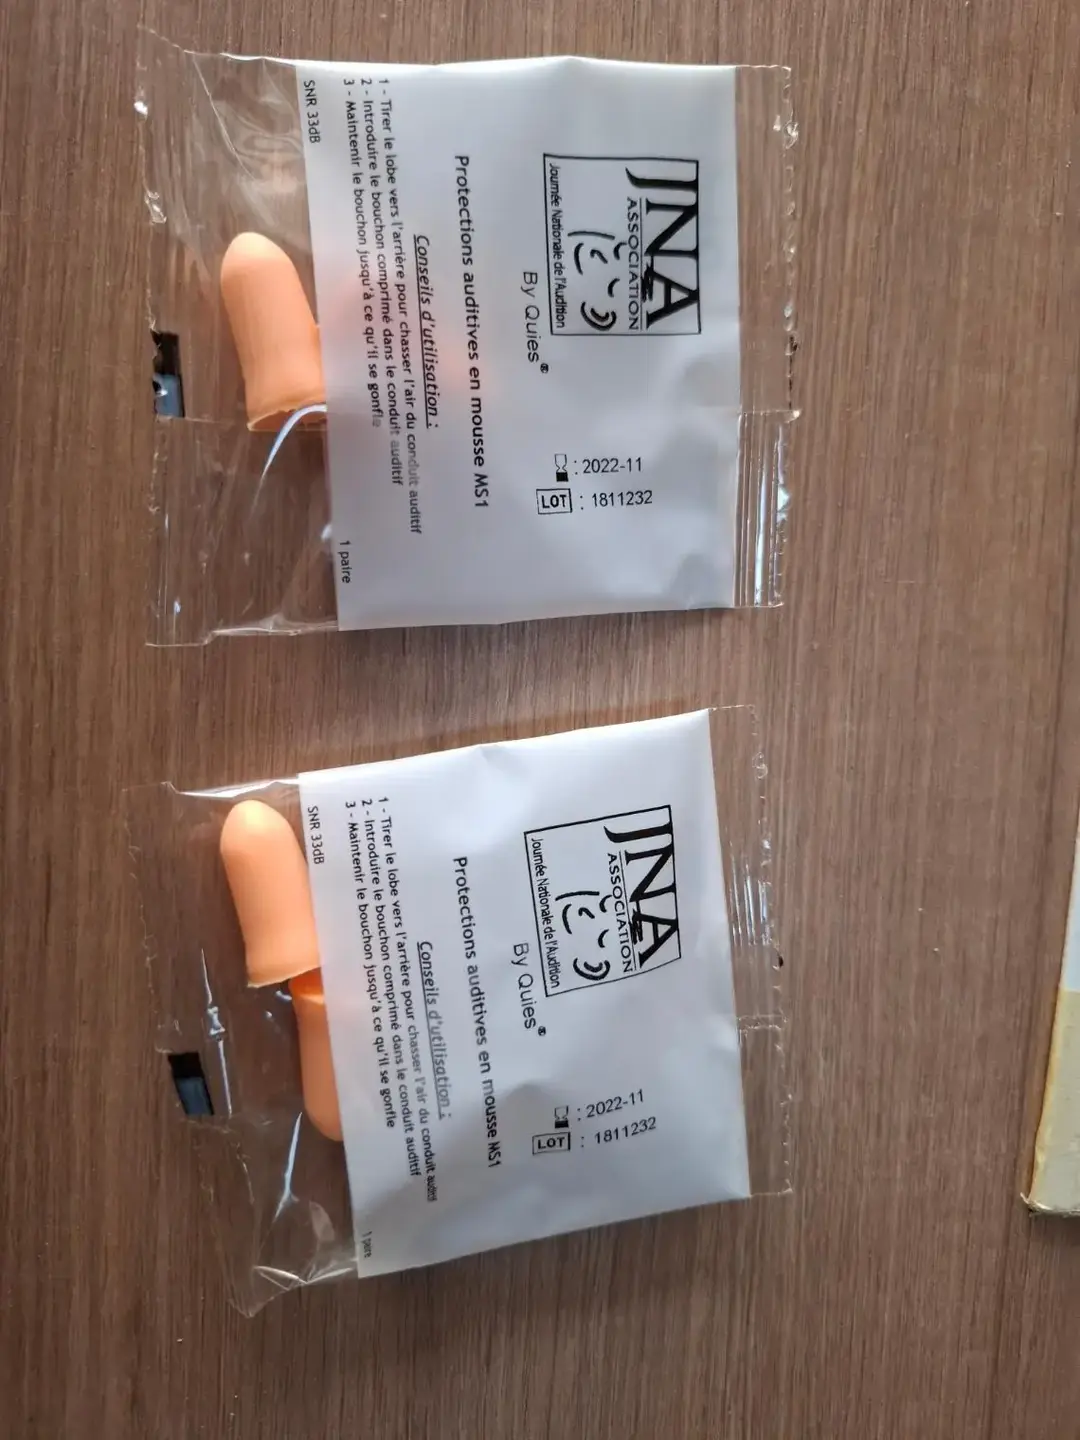 JNA
ASSOCIATION
Journée Nationale de l'Audition
By Quies®
: 2022-11
LOT : 1811232
Protections auditives en mousse MS1
Conseils d'utilisation :
1 - Tirer le lobe vers l'arrière pour chasser l'air du conduit auditif
2 - Introduire le bouchon comprimé dans le conduit auditif
3 - Maintenir le bouchon jusqu'à ce qu'il se gonfle
SNR 33dB
1 paire
JNA
ASSOCIATION
Journée Nationale de l'Audition
By Quies®
: 2022-11
LOT : 1811232
Protections auditives en mousse MS1
Conseils d'utilisation :
1 - Tirer le lobe vers l'arrière pour chasser l'air du conduit auditif
2 - Introduire le bouchon comprimé dans le conduit auditif
3 - Maintenir le bouchon jusqu'à ce qu'il se gonfle
SNR 33dB
1 paire